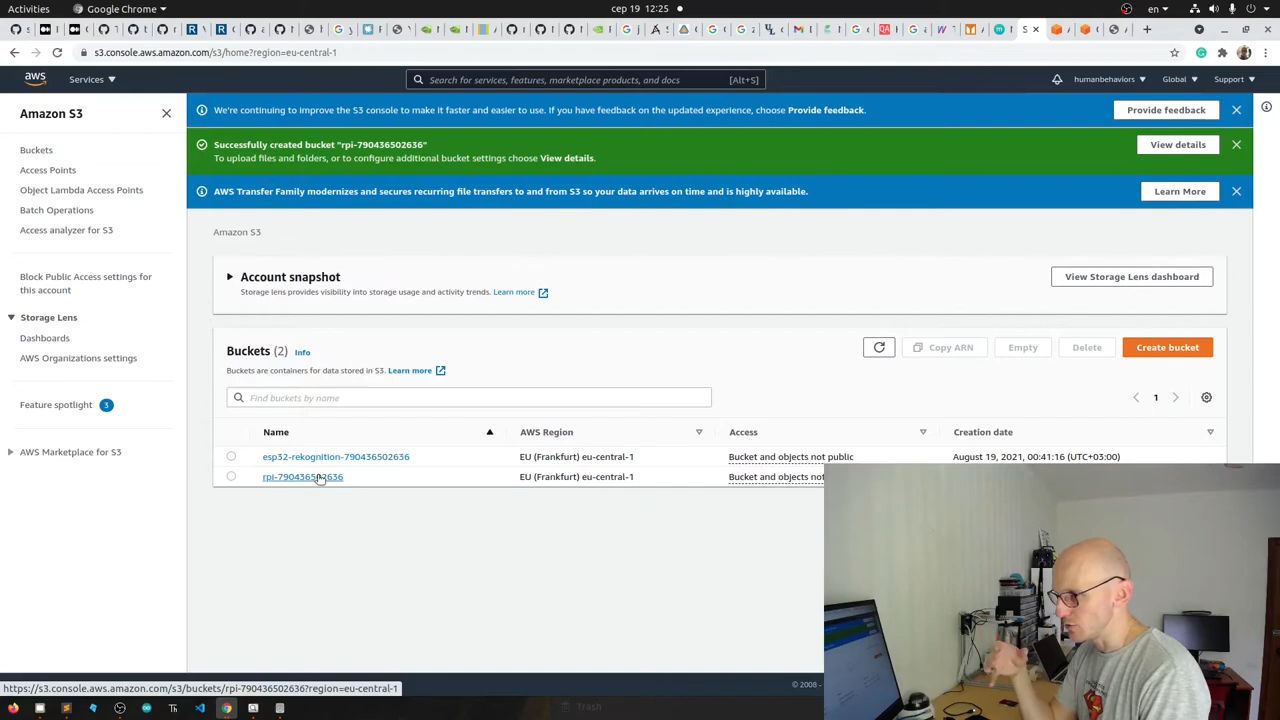 Activities
Google Chrome
сер 19 12:25
en
s3.console.aws.amazon.com/s3/home?region=eu-central-1
aws
Services
Search for services, features, marketplace products, and docs
[Alt+S]
humanbehaviors
Global
Support
Amazon S3
Buckets
Access Points
Object Lambda Access Points
Batch Operations
Access analyzer for S3
Block Public Access settings for
this account
Storage Lens
Dashboards
AWS Organizations settings
Feature spotlight
3
AWS Marketplace for S3
We're continuing to improve the S3 console to make it faster and easier to use. If you have feedback on the updated experience, choose Provide feedback.
Provide feedback
Successfully created bucket "rpi-790436502636"
To upload files and folders, or to configure additional bucket settings choose View details.
View details
AWS Transfer Family modernizes and secures recurring file transfers to and from S3 so your data arrives on time and is highly available.
Learn More
Amazon S3
Account snapshot
Storage lens provides visibility into storage usage and activity trends. Learn more
View Storage Lens dashboard
Buckets (2) Info
Buckets are containers for data stored in S3. Learn more
Copy ARN
Empty
Delete
Create bucket
Find buckets by name
1
Name
AWS Region
Access
Creation date
esp32-rekognition-790436502636
EU (Frankfurt) eu-central-1
Bucket and objects not public
August 19, 2021, 00:41:16 (UTC+03:00)
rpi-790436502636
EU (Frankfurt) eu-central-1
Bucket and objects not
© 2008 -
https://s3.console.aws.amazon.com/s3/buckets/rpi-790436502636?region=eu-central-1
Trash